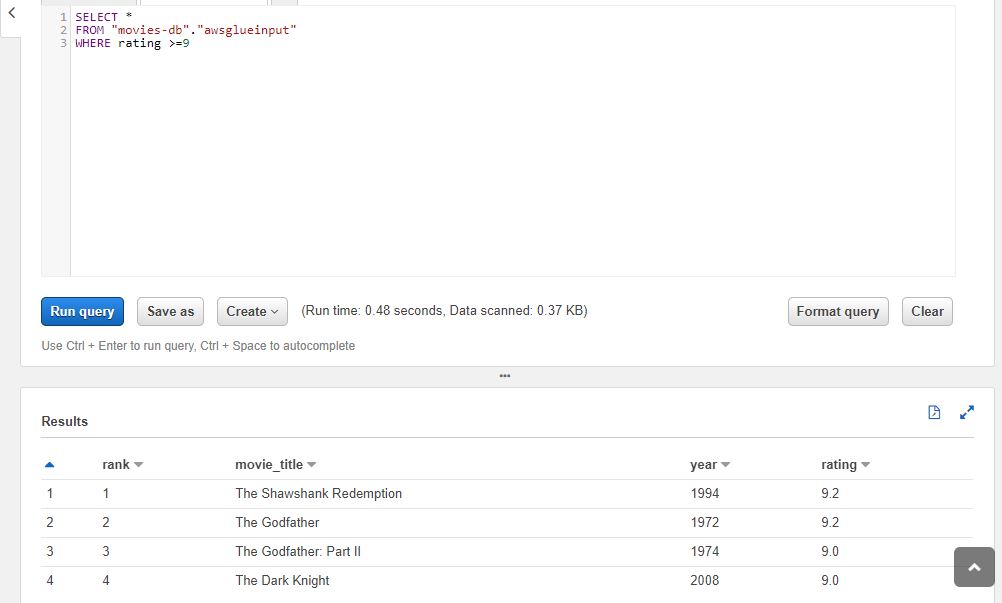 1 SELECT *
2 FROM "movies-db"."awsglueinput"
3 WHERE rating >=9
Run query Save as Create (Run time: 0.48 seconds, Data scanned: 0.37 KB) Format query Clear
Use Ctrl + Enter to run query, Ctrl + Space to autocomplete
Results
rank movie_title year rating
1 1 The Shawshank Redemption 1994 9.2
2 2 The Godfather 1972 9.2
3 3 The Godfather: Part II 1974 9.0
4 4 The Dark Knight 2008 9.0